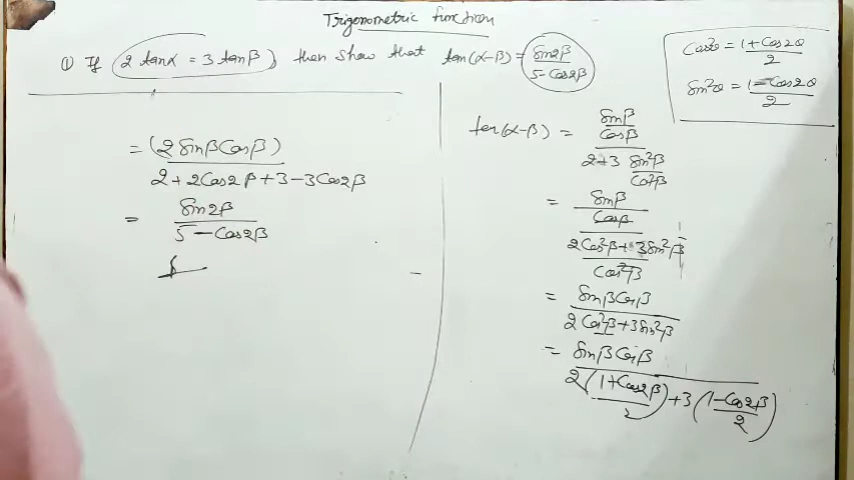 Trigonometric function
① If 2 tanα = 3 tanβ, then show that tan(α-β) = sin2β / 5-cos2β
Cos²θ = 1+Cos2θ / 2
Sin²θ = 1-Cos2θ / 2
tan(α-β) = sinβ/cosβ / 2+3 sin²β/cos²β
= sinβ/cosβ / 2cos²β+3sin²β/cos²β
= sinβcosβ / 2cos²β+3sin²β
= sinβcosβ / 2(1+cos2β/2)+3(1-cos2β/2)
= (2 sinβcosβ) / 2+2cos2β+3-3cos2β
= sin2β / 5-cos2β